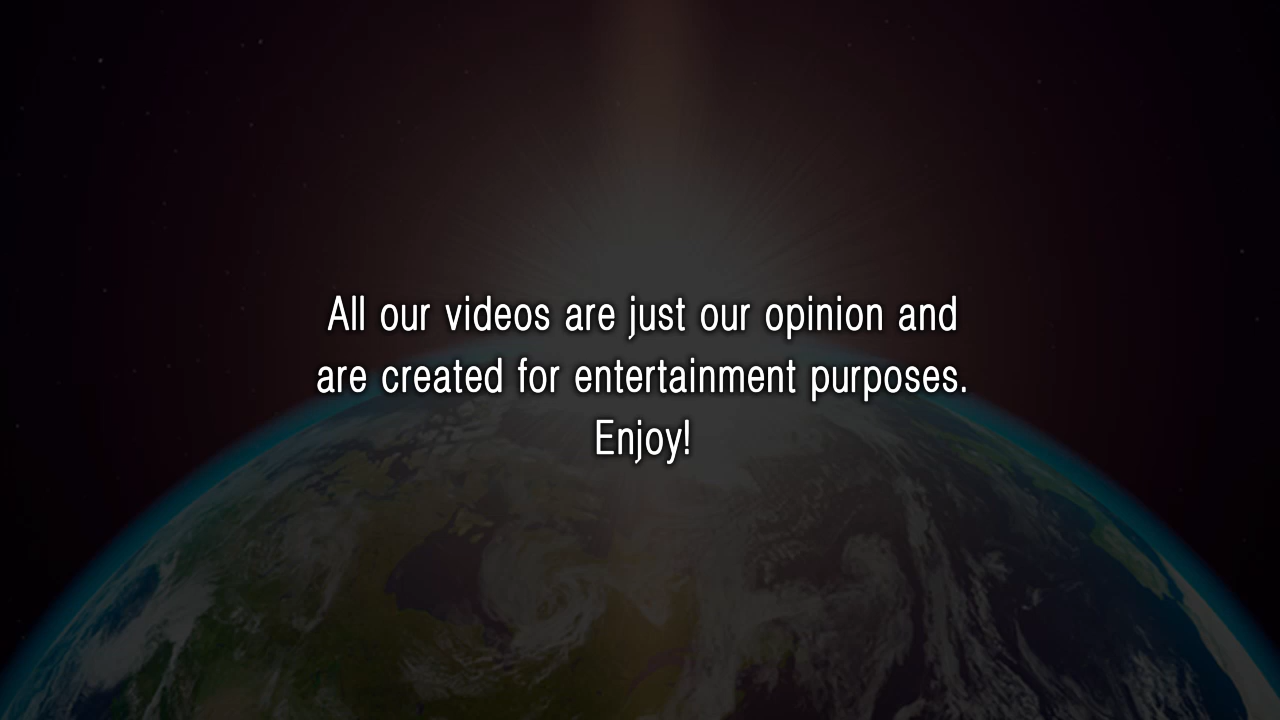 All our videos are just our opinion and
are created for entertainment purposes.
Enjoy!